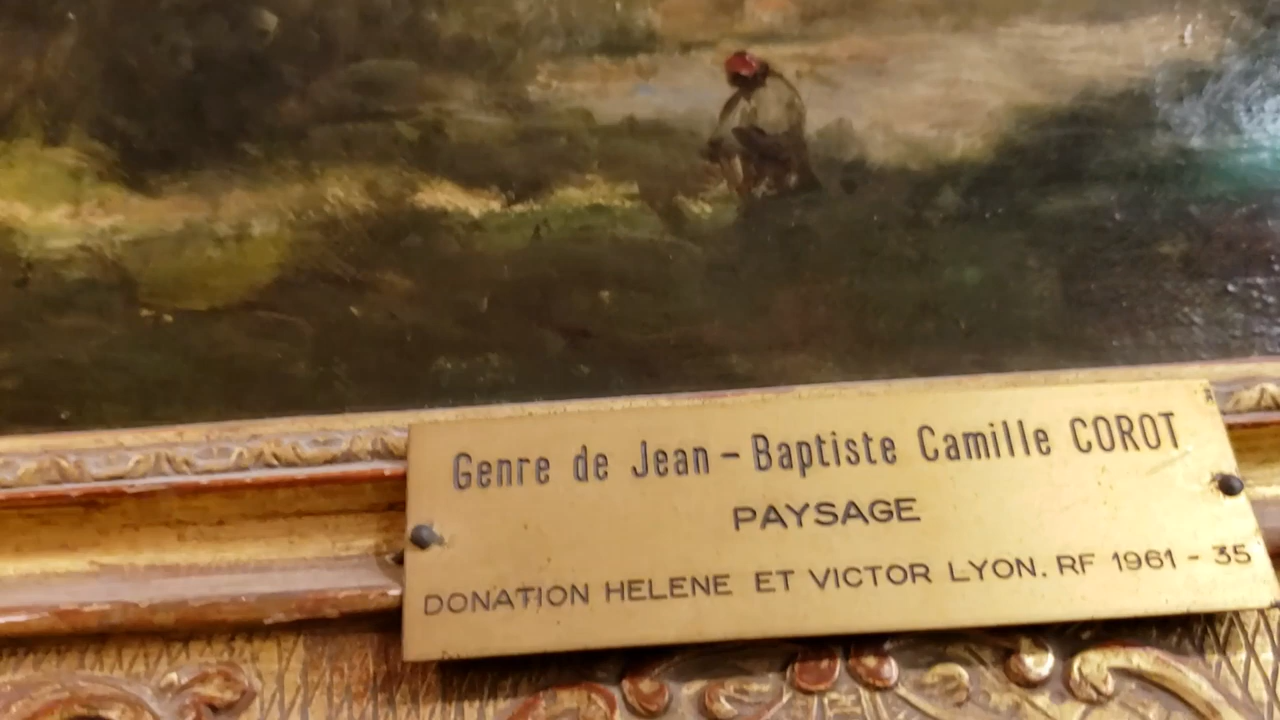 Genre de Jean – Baptiste Camille COROT
PAYSAGE
DONATION HELENE ET VICTOR LYON. RF 1961 - 35